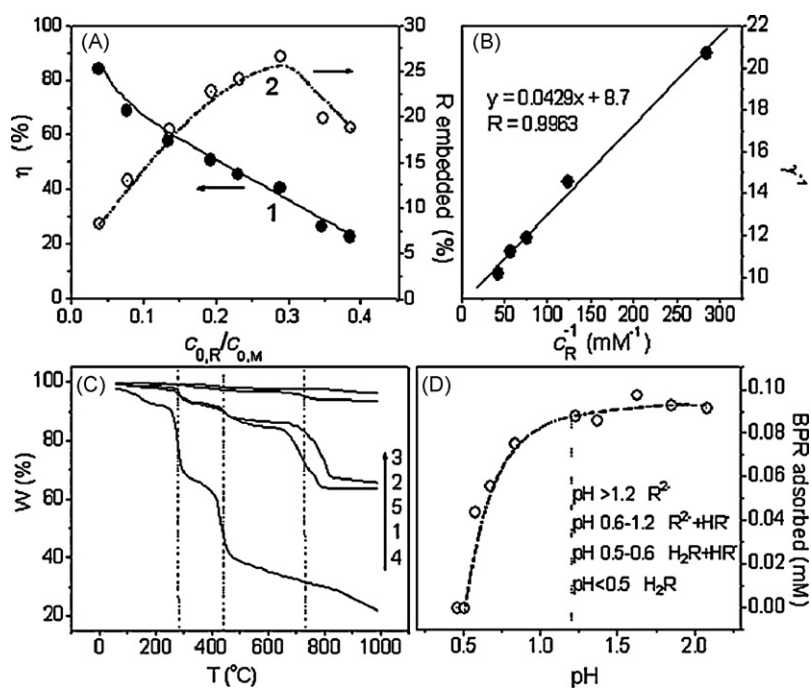 (A)
100
80
60
40
20
0
η (%)
0.0 0.1 0.2 0.3 0.4
c0,R/c0,M
30
25
20
15
10
5
0
R embedded (%)
2
1
(B)
y = 0.0429x + 8.7
R = 0.9963
22
20
18
16
14
12
10
γ-1
0 50 100 150 200 250 300
cR-1 (mM-1)
(C)
100
80
60
40
20
W (%)
0 200 400 600 800 1000
T (°C)
3
2
5
1
4
(D)
pH >1.2 R2-
pH 0.6-1.2 R2-+HR-
pH 0.5-0.6 H2R+HR-
pH<0.5 H2R
0.10
0.08
0.06
0.04
0.02
0.00
BPR adsorbed (mM)
0.5 1.0 1.5 2.0
pH